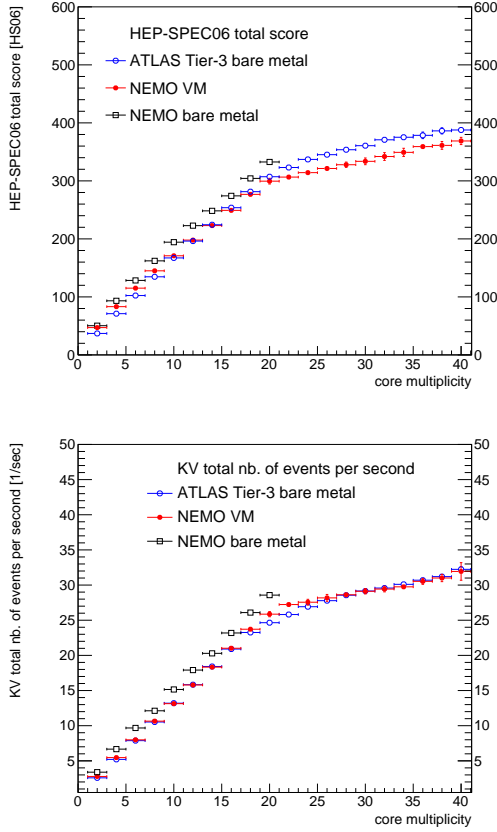 HEP-SPEC06 total score [HS06]
600 600
500 500
400 400
300 300
200 200
100 100
0 0
HEP-SPEC06 total score
ATLAS Tier-3 bare metal
NEMO VM
NEMO bare metal
0 5 10 15 20 25 30 35 40
core multiplicity
KV total nb. of events per second [1/sec]
50 50
45 45
40 40
35 35
30 30
25 25
20 20
15 15
10 10
5 5
KV total nb. of events per second
ATLAS Tier-3 bare metal
NEMO VM
NEMO bare metal
0 5 10 15 20 25 30 35 40
core multiplicity